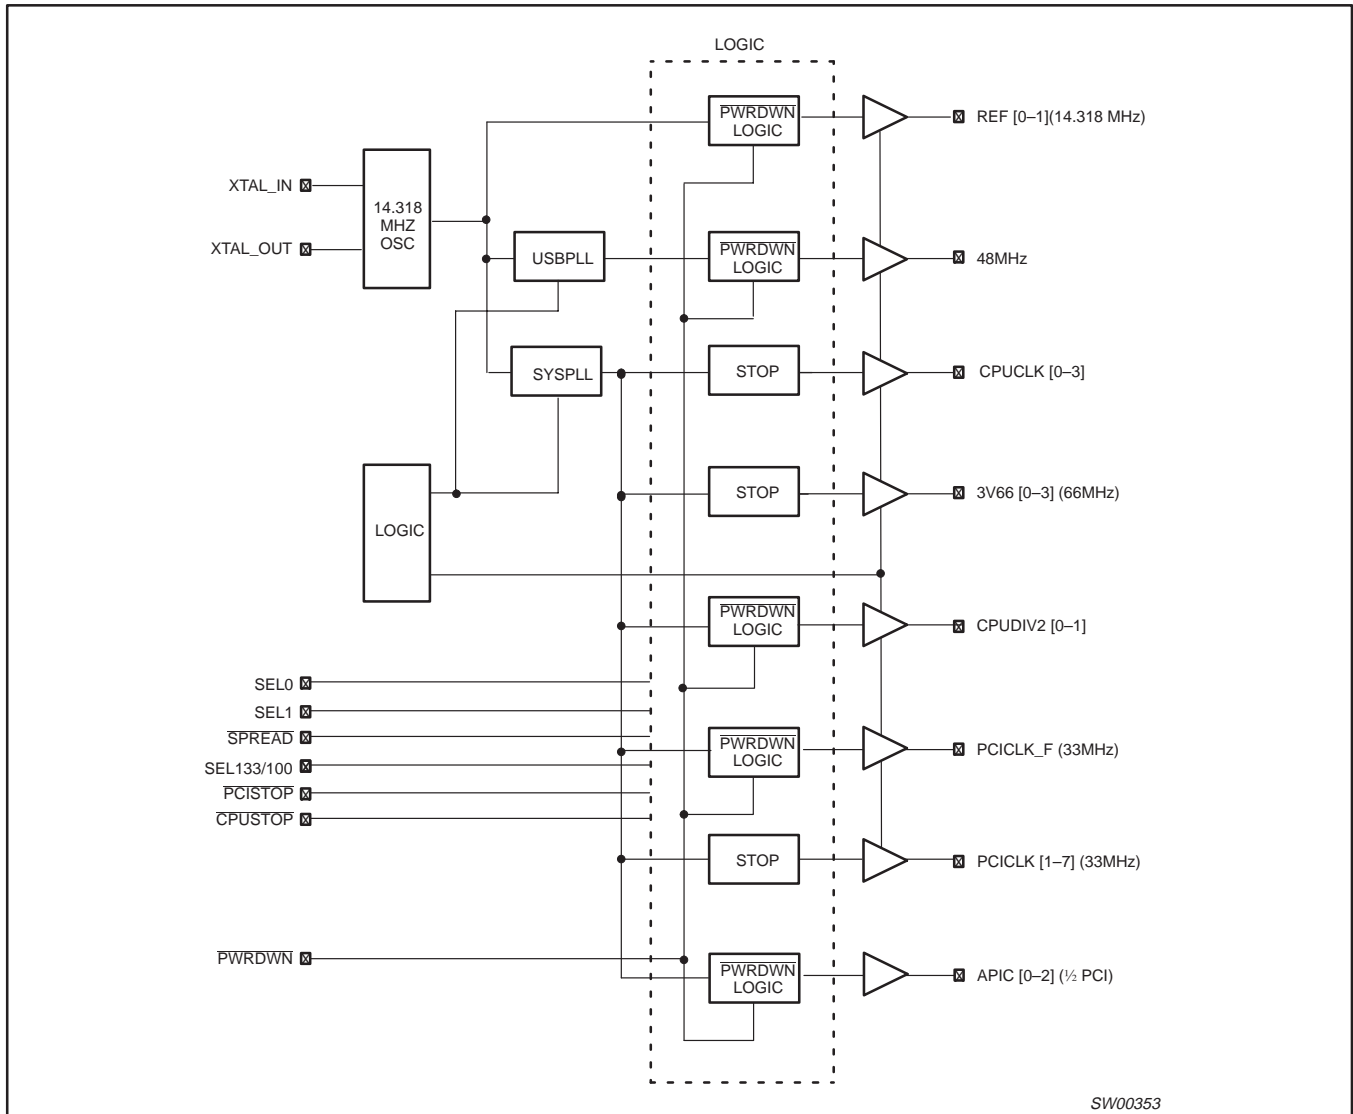 LOGIC
PWRDWN
LOGIC
REF [0–1](14.318 MHz)
XTAL_IN
14.318
MHZ
OSC
XTAL_OUT
USBPLL
PWRDWN
LOGIC
48MHz
SYSPLL
STOP
CPUCLK [0–3]
STOP
3V66 [0–3] (66MHz)
LOGIC
PWRDWN
LOGIC
CPUDIV2 [0–1]
SEL0
SEL1
SPREAD
SEL133/100
PCISTOP
CPUSTOP
PWRDWN
LOGIC
PCICLK_F (33MHz)
STOP
PCICLK [1–7] (33MHz)
PWRDWN
PWRDWN
LOGIC
APIC [0–2] (½ PCI)
SW00353